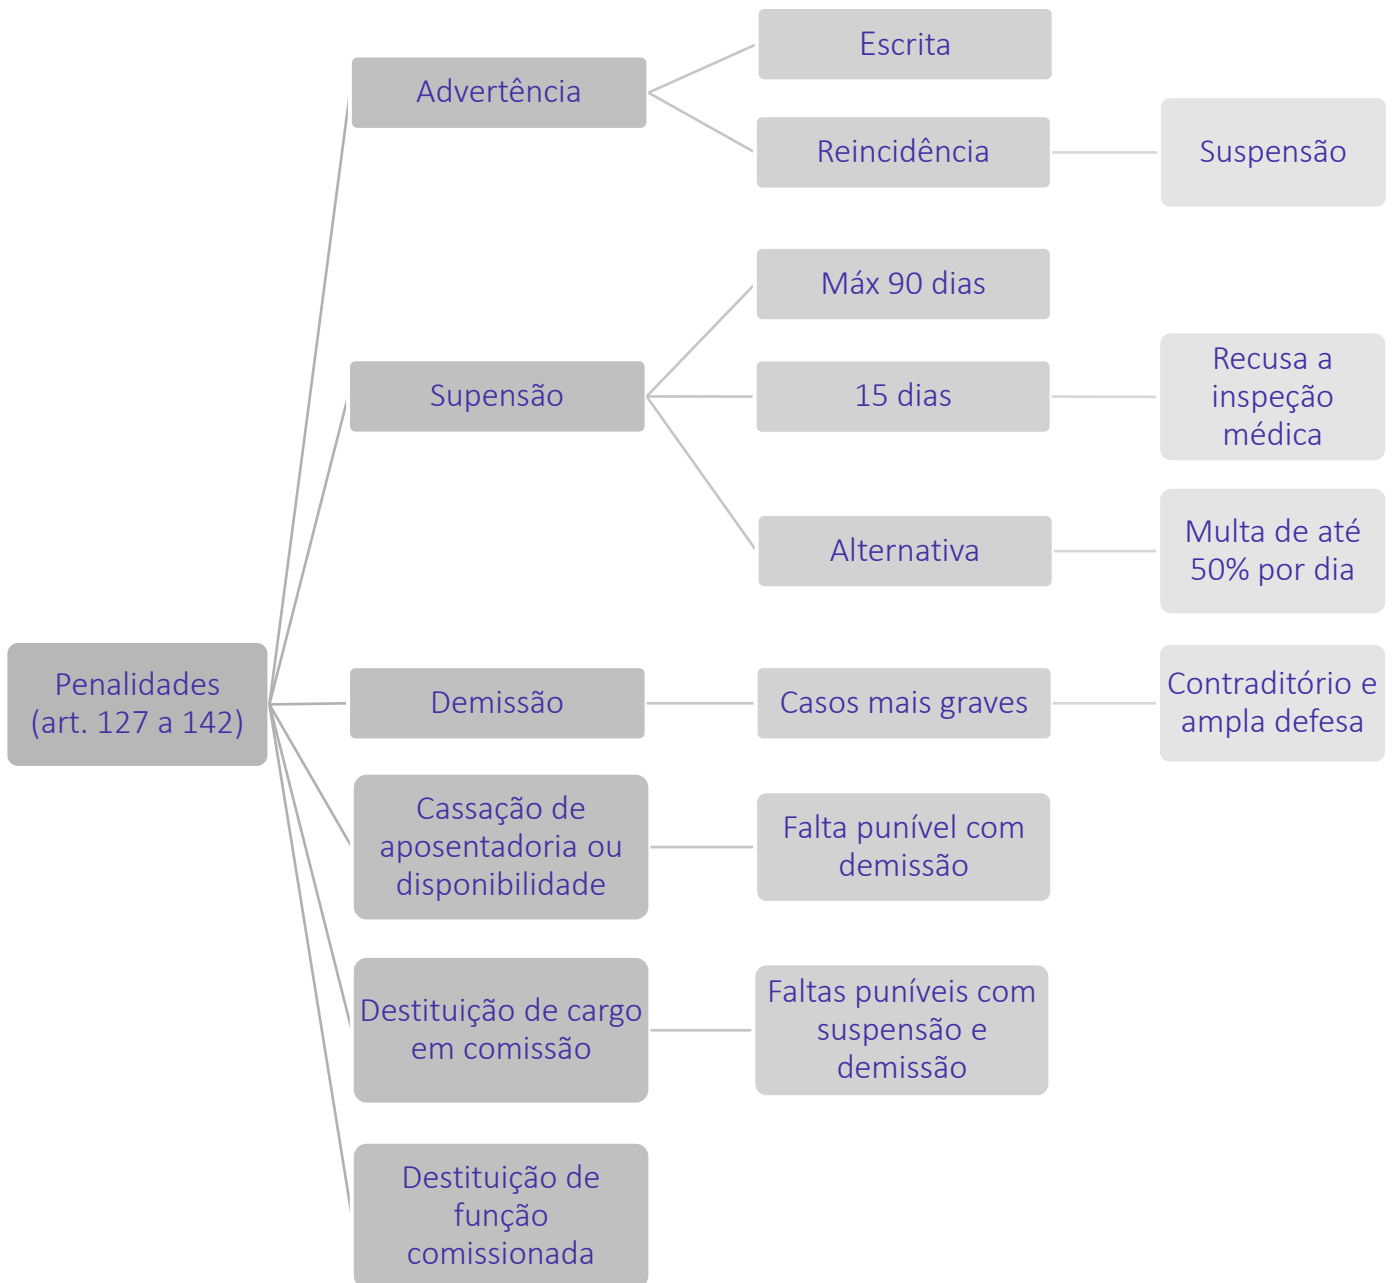 Escrita
Advertência
Reincidência
Suspensão
Máx 90 dias
Supensão
15 dias
Recusa a
inspeção
médica
Alternativa
Multa de até
50% por dia
Penalidades
(art. 127 a 142)
Demissão
Casos mais graves
Contraditório e
ampla defesa
Cassação de
aposentadoria ou
disponibilidade
Falta punível com
demissão
Destituição de cargo
em comissão
Faltas puníveis com
suspensão e
demissão
Destituição de
função
comissionada